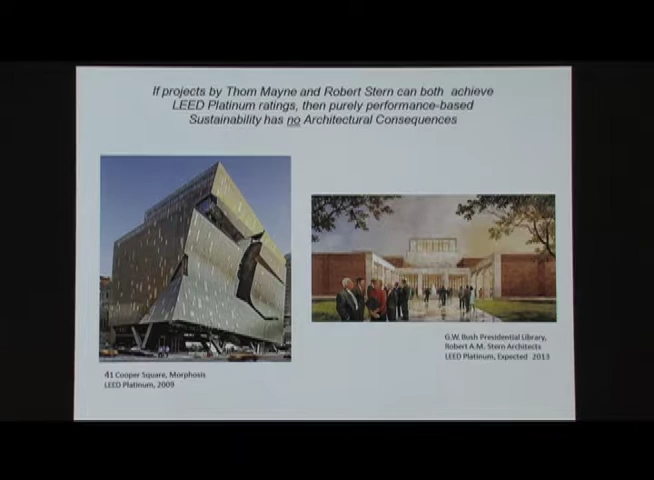 If projects by Thom Mayne and Robert Stern can both achieve
LEED Platinum ratings, then purely performance-based
Sustainability has no Architectural Consequences
G.W. Bush Presidential Library,
Robert A.M. Stern Architects
LEED Platinum, Expected 2013
41 Cooper Square, Morphosis
LEED Platinum, 2009